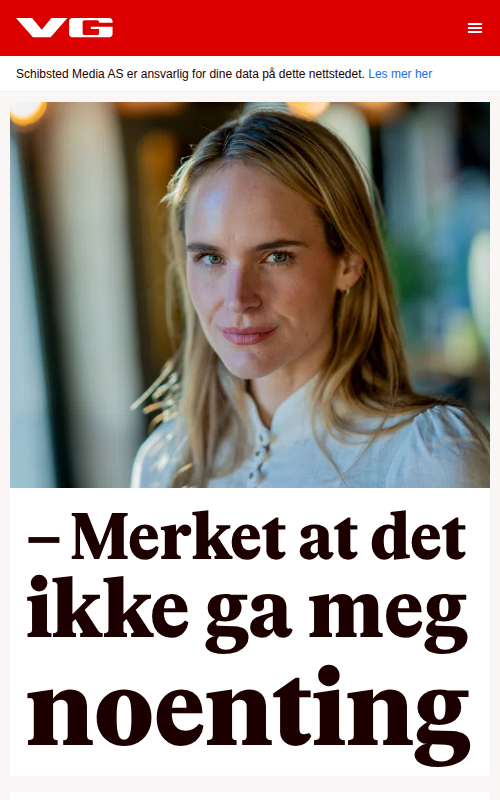 VG
Schibsted Media AS er ansvarlig for dine data på dette nettstedet. Les mer her
– Merket at det
ikke ga meg
noenting